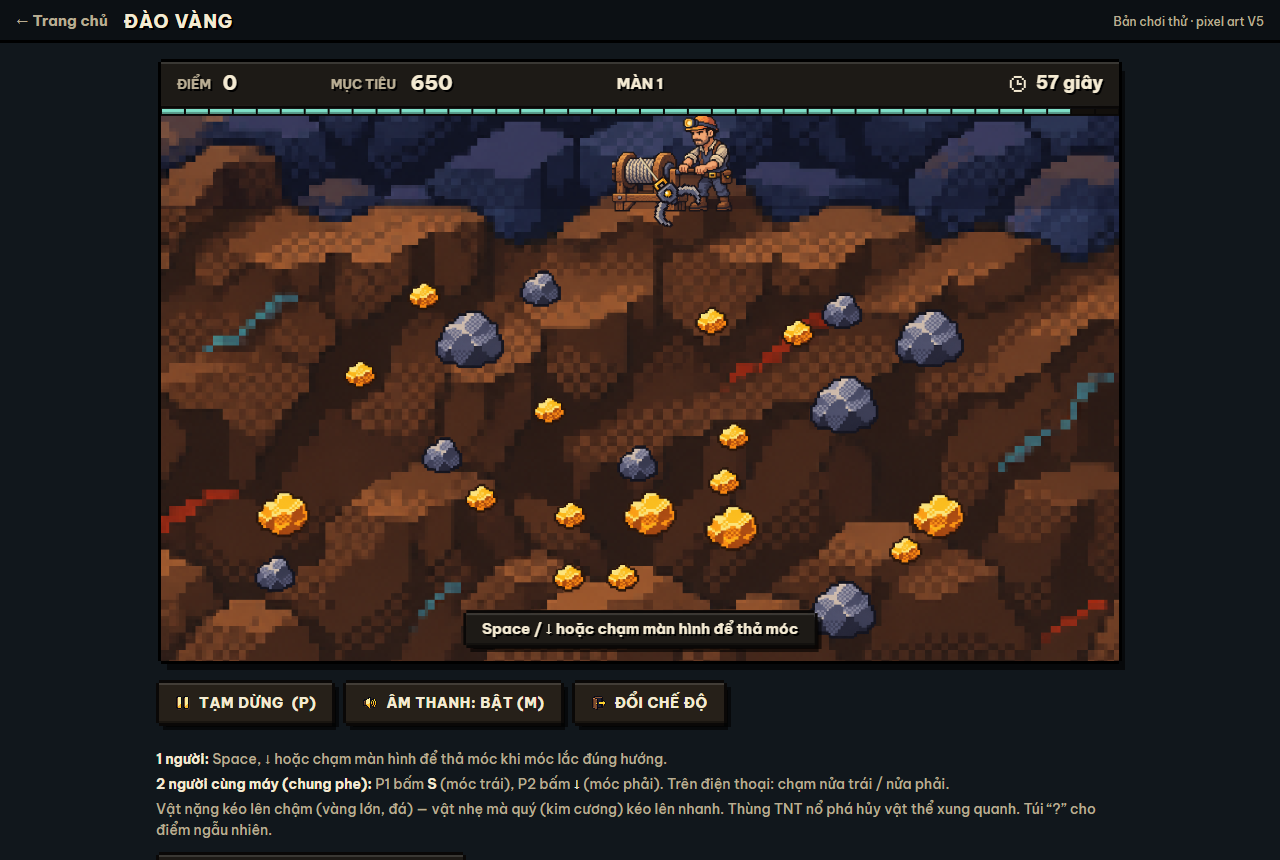 ← Trang chủ ĐÀO VÀNG Bản chơi thử · pixel art V5
ĐIỂM 0 MỤC TIÊU 650 MÀN 1 57 giây
Space / ↓ hoặc chạm màn hình để thả móc
TẠM DỪNG (P) ÂM THANH: BẬT (M) ĐỔI CHẾ ĐỘ
1 người: Space, ↓ hoặc chạm màn hình để thả móc khi móc lắc đúng hướng.
2 người cùng máy (chung phe): P1 bấm S (móc trái), P2 bấm ↓ (móc phải). Trên điện thoại: chạm nửa trái / nửa phải.
Vật nặng kéo lên chậm (vàng lớn, đá) — vật nhẹ mà quý (kim cương) kéo lên nhanh. Thùng TNT nổ phá hủy vật thể xung quanh. Túi “?” cho
điểm ngẫu nhiên.